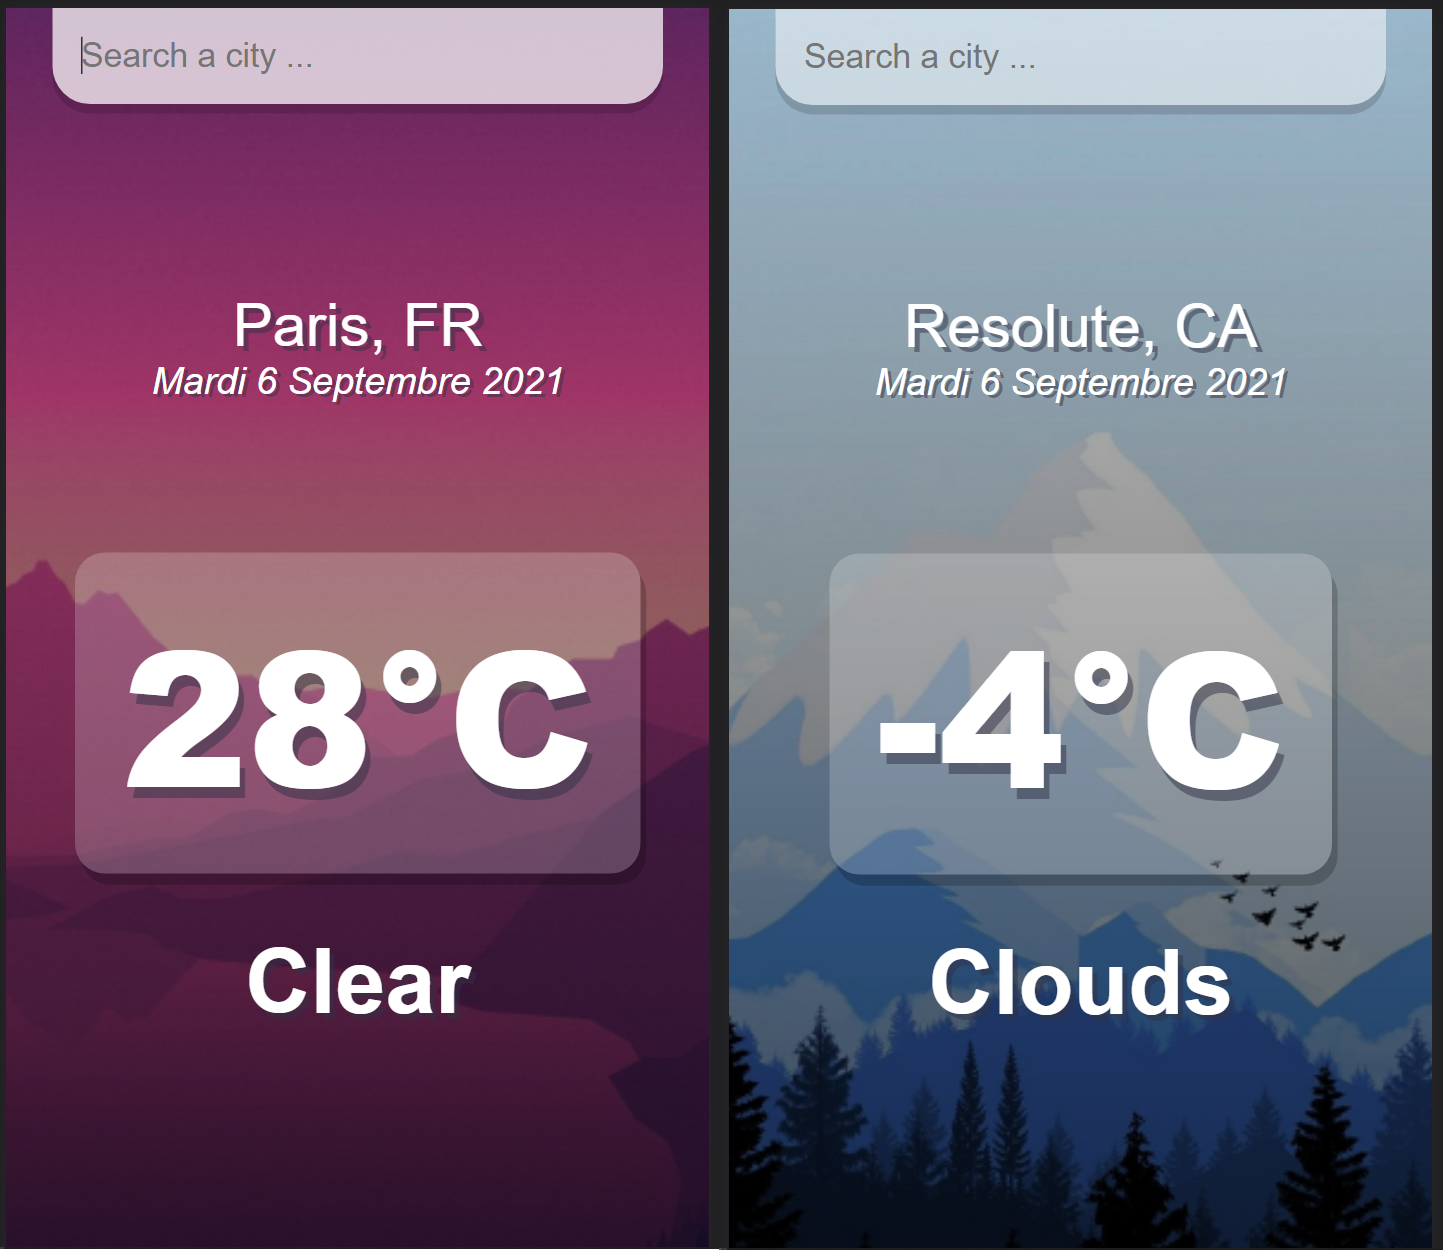 Search a city ...
Paris, FR
Mardi 6 Septembre 2021
28°C
Clear
Search a city ...
Resolute, CA
Mardi 6 Septembre 2021
-4°C
Clouds